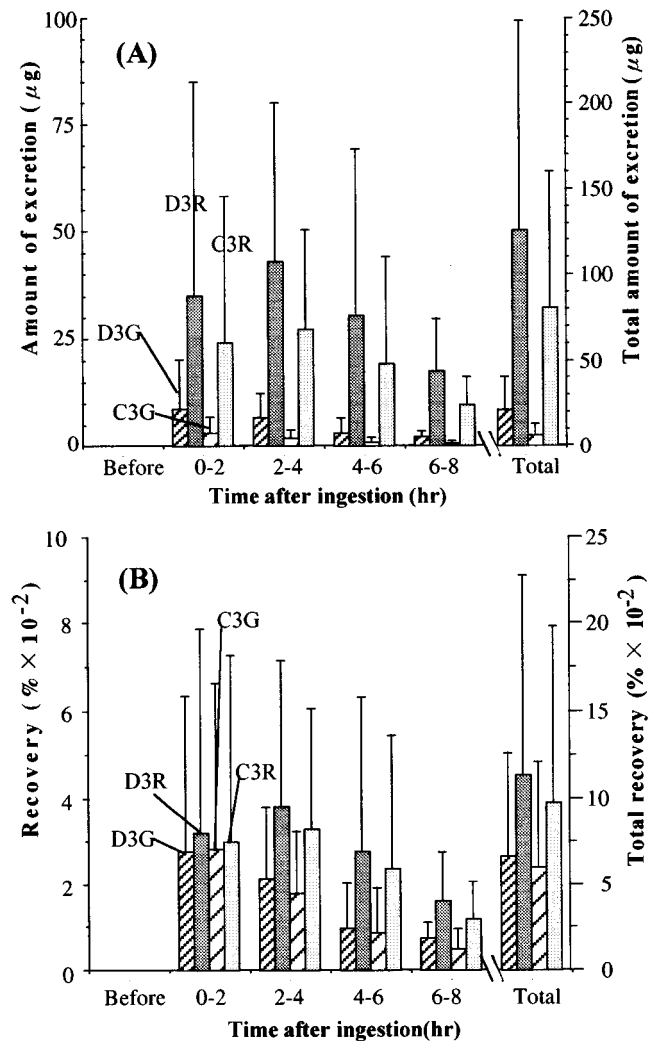 (A)
Amount of excretion (μg)
100
75
50
25
0
Total amount of excretion (μg)
250
200
150
100
50
0
D3R
C3R
D3G
C3G
Before 0-2 2-4 4-6 6-8 Total
Time after ingestion (hr)
(B)
Recovery (% × 10-2)
10
8
6
4
2
0
Total recovery (% × 10-2)
25
20
15
10
5
0
C3G
D3R
C3R
D3G
Before 0-2 2-4 4-6 6-8 Total
Time after ingestion(hr)